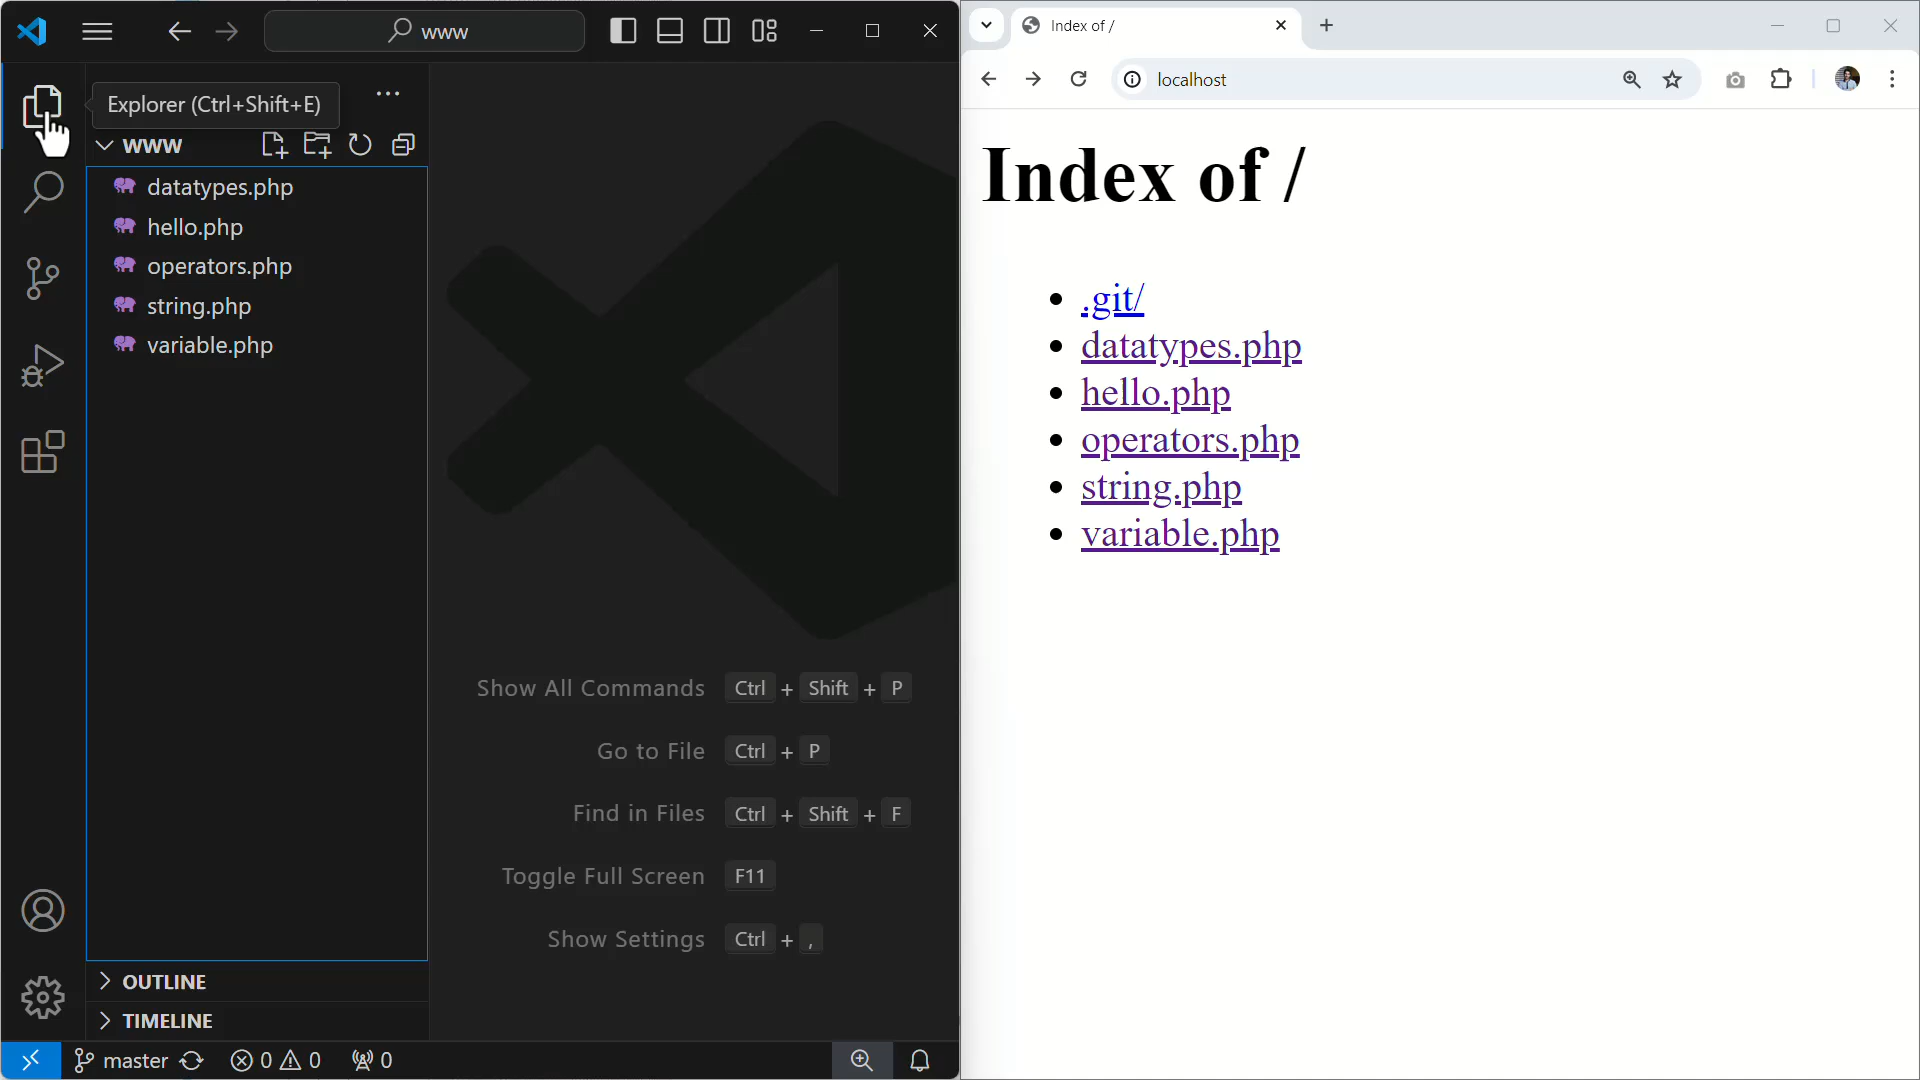 www
Explorer (Ctrl+Shift+E)
WWW
datatypes.php
hello.php
operators.php
string.php
variable.php
Show All Commands Ctrl + Shift + P
Go to File Ctrl + P
Find in Files Ctrl + Shift + F
Toggle Full Screen F11
Show Settings Ctrl + ,
OUTLINE
TIMELINE
master 0 0 0
Index of /
localhost
Index of /
.git/
datatypes.php
hello.php
operators.php
string.php
variable.php